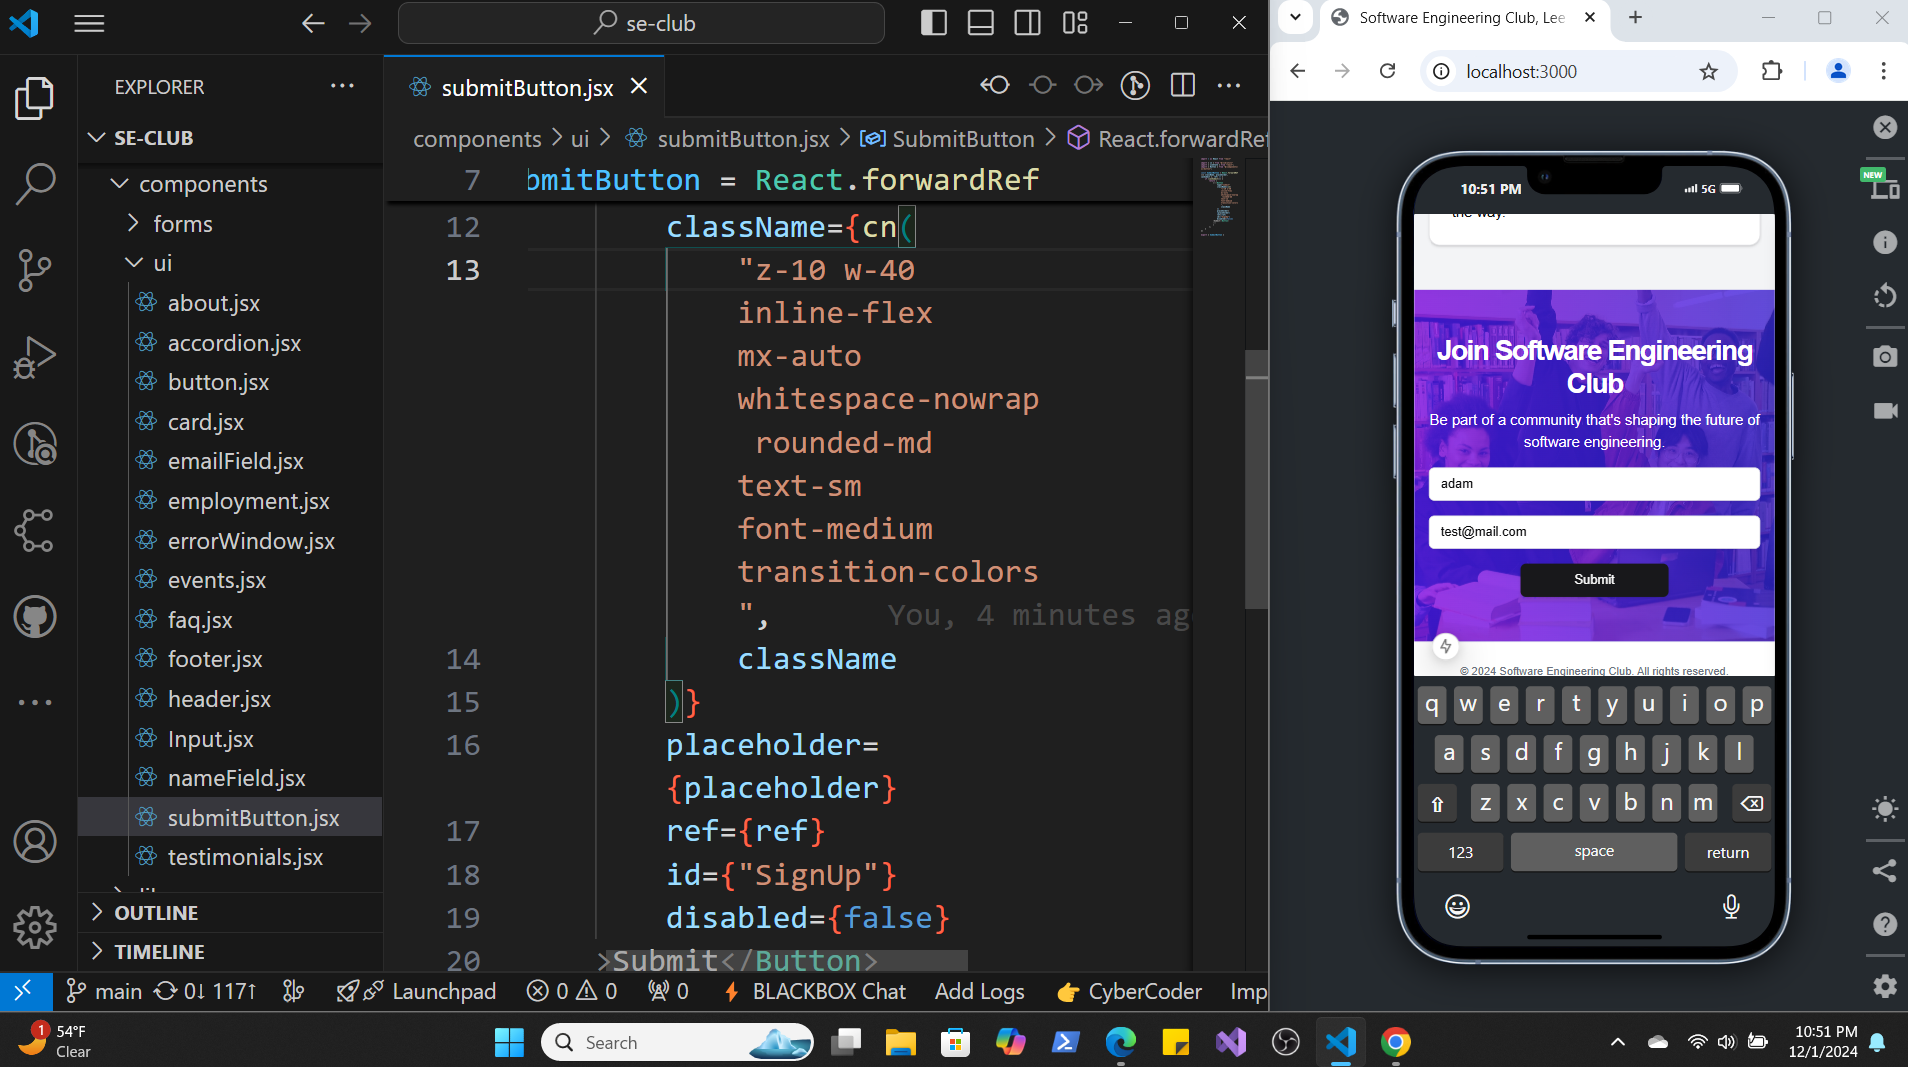 se-club
EXPLORER
SE-CLUB
components
forms
ui
about.jsx
accordion.jsx
button.jsx
card.jsx
emailField.jsx
employment.jsx
errorWindow.jsx
events.jsx
faq.jsx
footer.jsx
header.jsx
Input.jsx
nameField.jsx
submitButton.jsx
testimonials.jsx
OUTLINE
TIMELINE
submitButton.jsx
components > ui > submitButton.jsx > SubmitButton > React.forwardRef
7 bmitButton = React.forwardRef
12 className={cn(
13 "z-10 w-40
inline-flex
mx-auto
whitespace-nowrap
rounded-md
text-sm
font-medium
transition-colors
", You, 4 minutes ago
14 className
15 )}
16 placeholder=
{placeholder}
17 ref={ref}
18 id={"SignUp"}
19 disabled={false}
20 >Submit</Button>
main 0↓ 117↑ Launchpad 0 0 0 BLACKBOX Chat Add Logs CyberCoder Imp
Software Engineering Club, Lee
localhost:3000
NEW
10:51 PM 5G
the way.
Join Software Engineering
Club
Be part of a community that's shaping the future of
software engineering.
adam
test@mail.com
Submit
© 2024 Software Engineering Club. All rights reserved.
q w e r t y u i o p
a s d f g h j k l
z x c v b n m
123 space return
1
54°F
Clear
Search
10:51 PM
12/1/2024